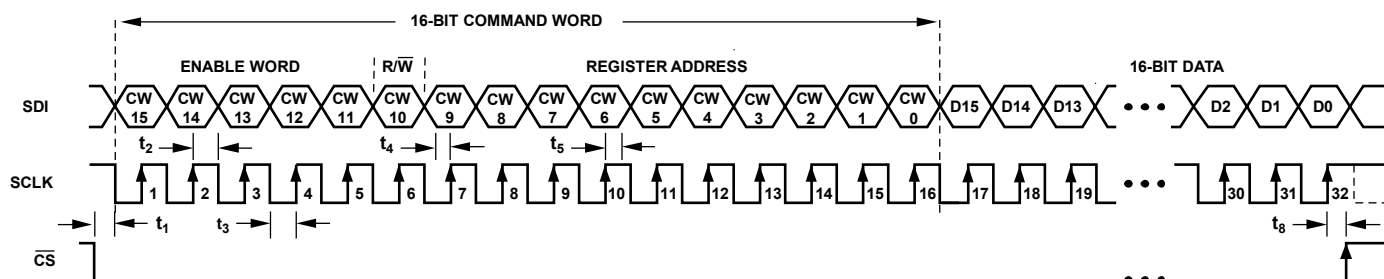 16-BIT COMMAND WORD
ENABLE WORD R/W̅ REGISTER ADDRESS 16-BIT DATA
SDI CW 15 CW 14 CW 13 CW 12 CW 11 CW 10 CW 9 CW 8 CW 7 CW 6 CW 5 CW 4 CW 3 CW 2 CW 1 CW 0 D15 D14 D13 ••• D2 D1 D0
t2 t4 t5
SCLK 1 2 3 4 5 6 7 8 9 10 11 12 13 14 15 16 17 18 19 ••• 30 31 32
t1 t3 t8
C̅S̅ •••